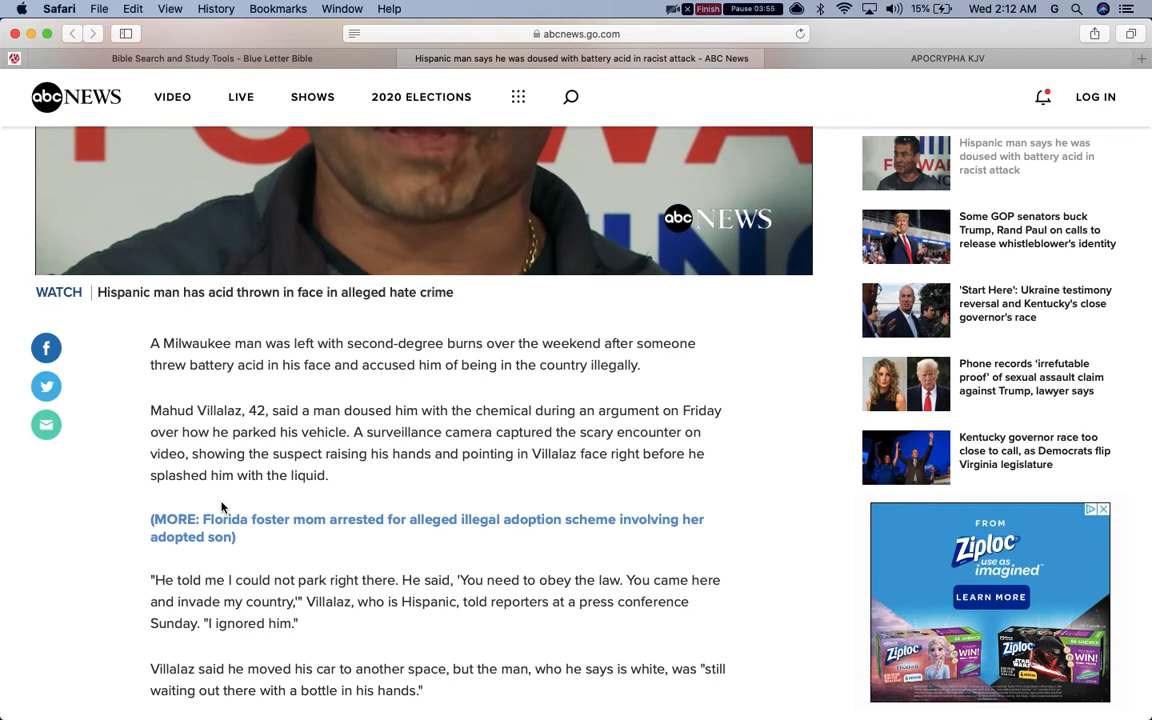 Safari File Edit View History Bookmarks Window Help Finish Pause 03:55 15% Wed 2:12 AM G
abcnews.go.com
Bible Search and Study Tools - Blue Letter Bible
Hispanic man says he was doused with battery acid in racist attack - ABC News
APOCRYPHA KJV
abc NEWS VIDEO LIVE SHOWS 2020 ELECTIONS LOG IN
abc NEWS
WATCH Hispanic man has acid thrown in face in alleged hate crime
A Milwaukee man was left with second-degree burns over the weekend after someone
threw battery acid in his face and accused him of being in the country illegally.
Mahud Villalaz, 42, said a man doused him with the chemical during an argument on Friday
over how he parked his vehicle. A surveillance camera captured the scary encounter on
video, showing the suspect raising his hands and pointing in Villalaz face right before he
splashed him with the liquid.
(MORE: Florida foster mom arrested for alleged illegal adoption scheme involving her
adopted son)
"He told me I could not park right there. He said, 'You need to obey the law. You came here
and invade my country,'" Villalaz, who is Hispanic, told reporters at a press conference
Sunday. "I ignored him."
Villalaz said he moved his car to another space, but the man, who he says is white, was "still
waiting out there with a bottle in his hands."
Hispanic man says he was
doused with battery acid in
racist attack
Some GOP senators buck
Trump, Rand Paul on calls to
release whistleblower's identity
'Start Here': Ukraine testimony
reversal and Kentucky's close
governor's race
Phone records 'irrefutable
proof' of sexual assault claim
against Trump, lawyer says
Kentucky governor race too
close to call, as Democrats flip
Virginia legislature
FROM
Ziploc
use as
imagined
LEARN MORE
Ziploc
WIN!
Ziploc
WIN!
STAR WARS